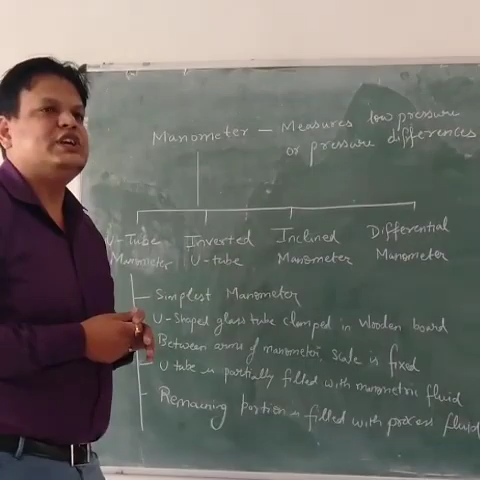 Manometer — Measures low pressure
or pressure differences
U-Tube Inverted Inclined Differential
Manometer U-tube Manometer Manometer
— Simplest Manometer
U-Shaped glass tube clamped in wooden board
Between arms of manometer, scale is fixed
— U tube is partially filled with manometric fluid
- Remaining portion is filled with process fluid